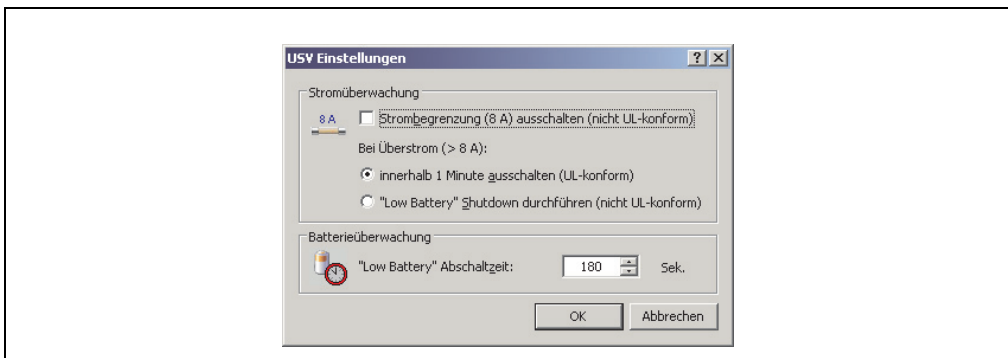 USV Einstellungen
Stromüberwachung
8 A
Strombegrenzung (8 A) ausschalten (nicht UL-konform)
Bei Überstrom (> 8 A):
innerhalb 1 Minute ausschalten (UL-konform)
"Low Battery" Shutdown durchführen (nicht UL-konform)
Batterieüberwachung
"Low Battery" Abschaltzeit: 180 Sek.
OK Abbrechen